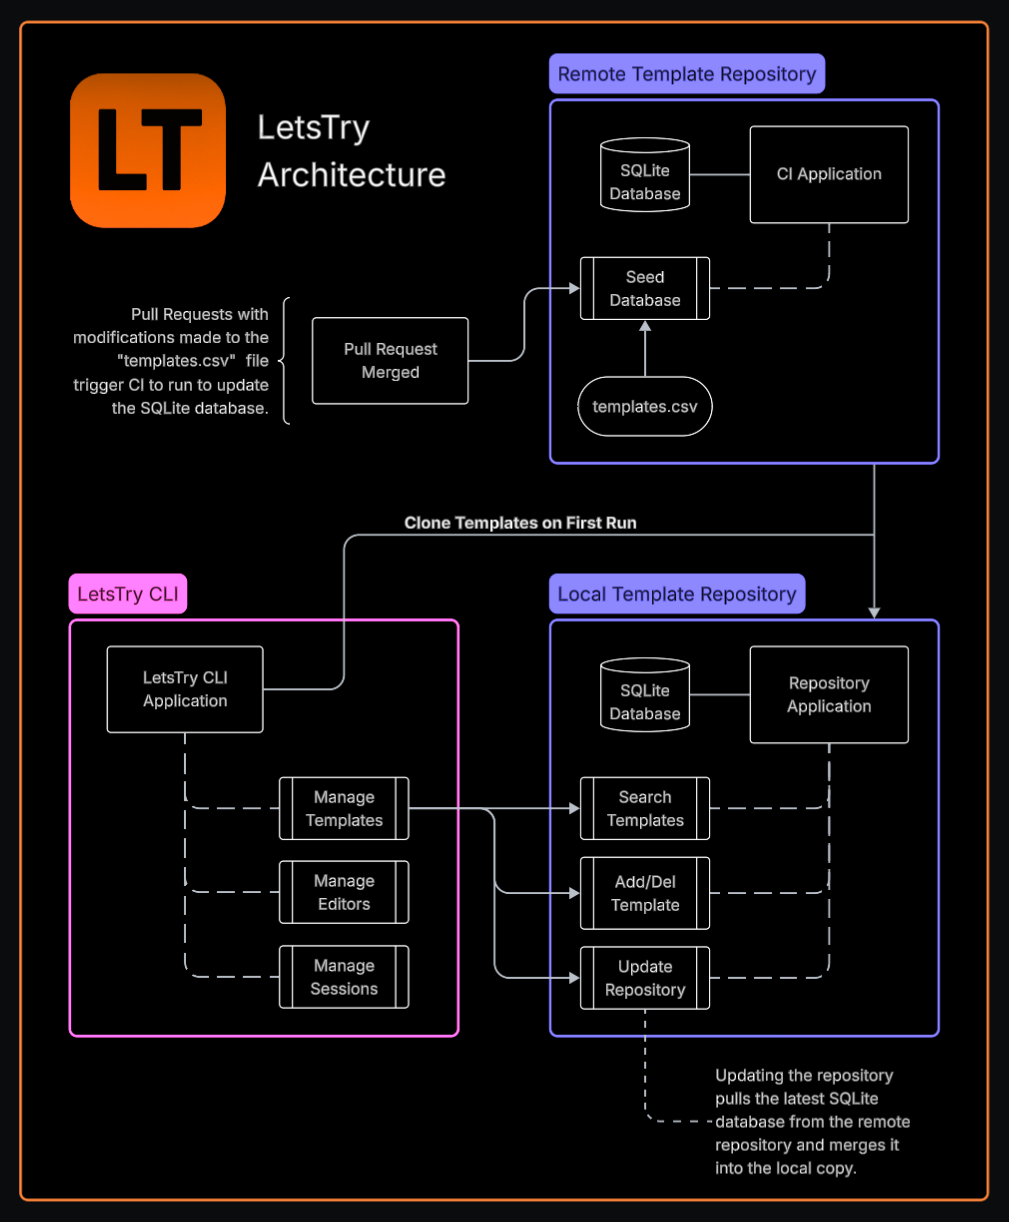 LT
LetsTry
Architecture
Remote Template Repository
SQLite
Database
CI Application
Seed
Database
Pull Requests with
modifications made to the
"templates.csv" file
trigger CI to run to update
the SQLite database.
Pull Request
Merged
templates.csv
Clone Templates on First Run
LetsTry CLI
LetsTry CLI
Application
Manage
Templates
Manage
Editors
Manage
Sessions
Local Template Repository
SQLite
Database
Repository
Application
Search
Templates
Add/Del
Template
Update
Repository
Updating the repository
pulls the latest SQLite
database from the remote
repository and merges it
into the local copy.